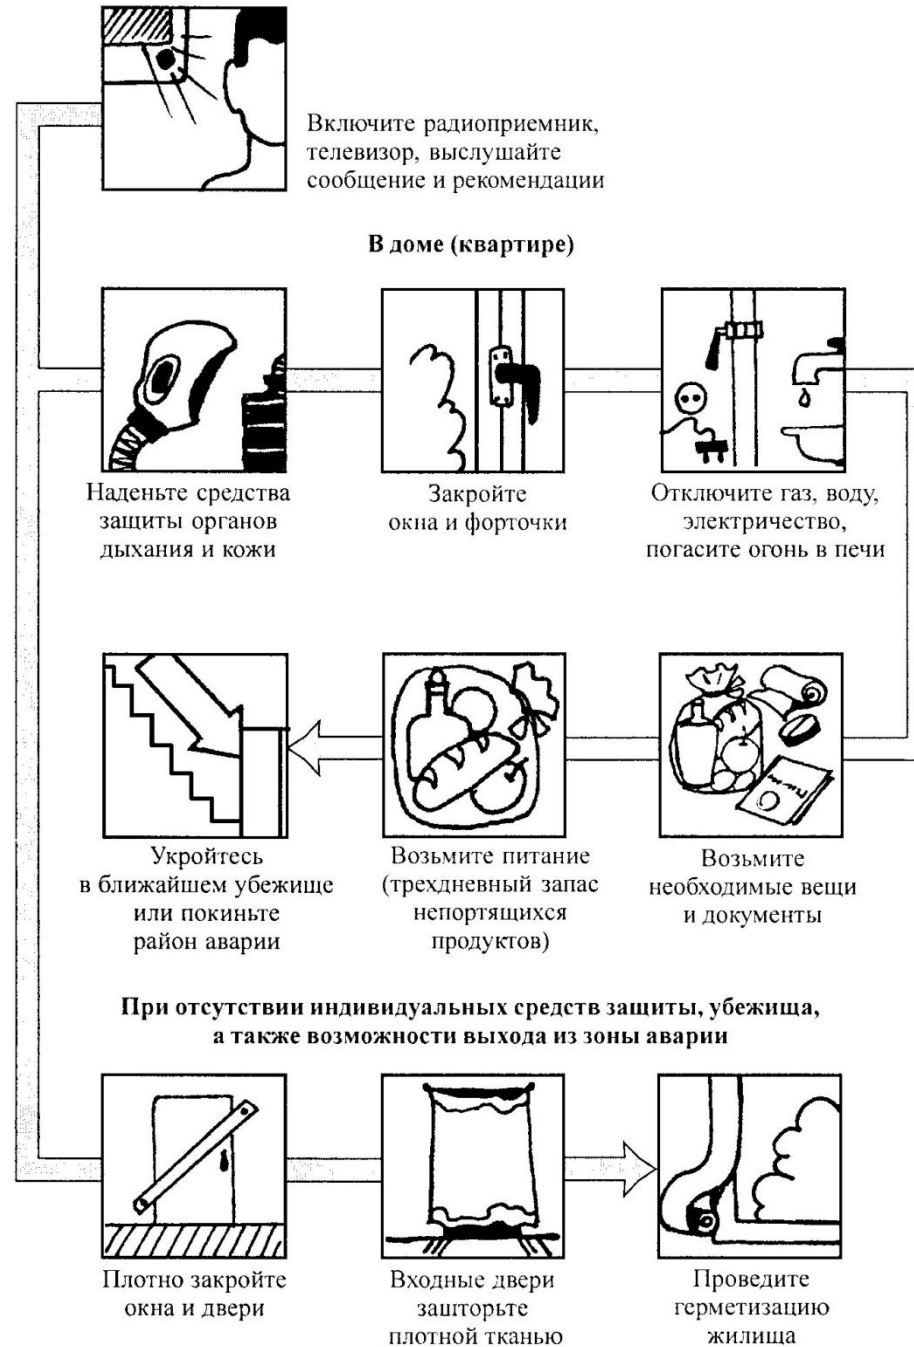 Включите радиоприемник,
телевизор, выслушайте
сообщение и рекомендации
В доме (квартире)
Наденьте средства
защиты органов
дыхания и кожи
Закройте
окна и форточки
Отключите газ, воду,
электричество,
погасите огонь в печи
Укройтесь
в ближайшем убежище
или покиньте
район аварии
Возьмите питание
(трехдневный запас
непортящихся
продуктов)
Возьмите
необходимые вещи
и документы
При отсутствии индивидуальных средств защиты, убежища,
а также возможности выхода из зоны аварии
Плотно закройте
окна и двери
Входные двери
зашторьте
плотной тканью
Проведите
герметизацию
жилища